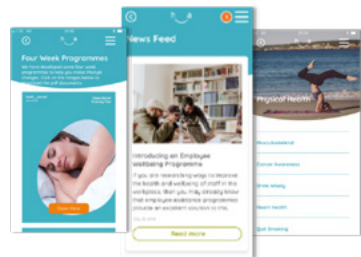 Four Week Programmes
We have developed some four week
programmes to help you make lifestyle
changes. Click on the images below to
download the pdf documents.
News Feed
Introducing an Employee
Wellbeing Programme
If you are researching ways to improve
the health and wellbeing of staff in the
workplace, then you may already know
that employee assistance programmes
provide an excellent solution to this.
Read more
Physical Health
Musculoskeletal
Cancer Awareness
Drink Wisely
Heart Health
Quit Smoking